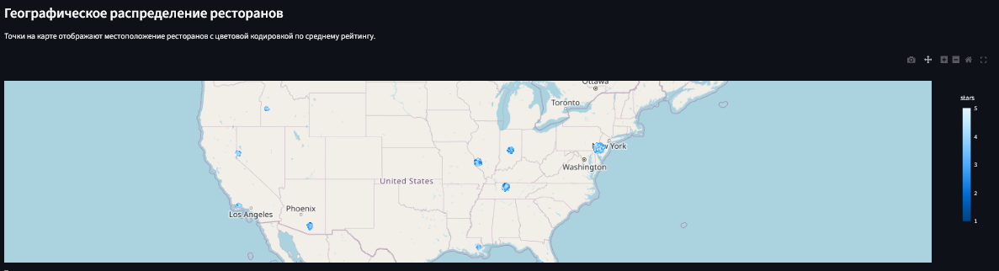 Географическое распределение ресторанов
Точки на карте отображают местоположение ресторанов с цветовой кодировкой по среднему рейтингу.
Ottawa
Toronto
stars
5
4
New York
Washington
3
United States
2
Phoenix
Los Angeles
1